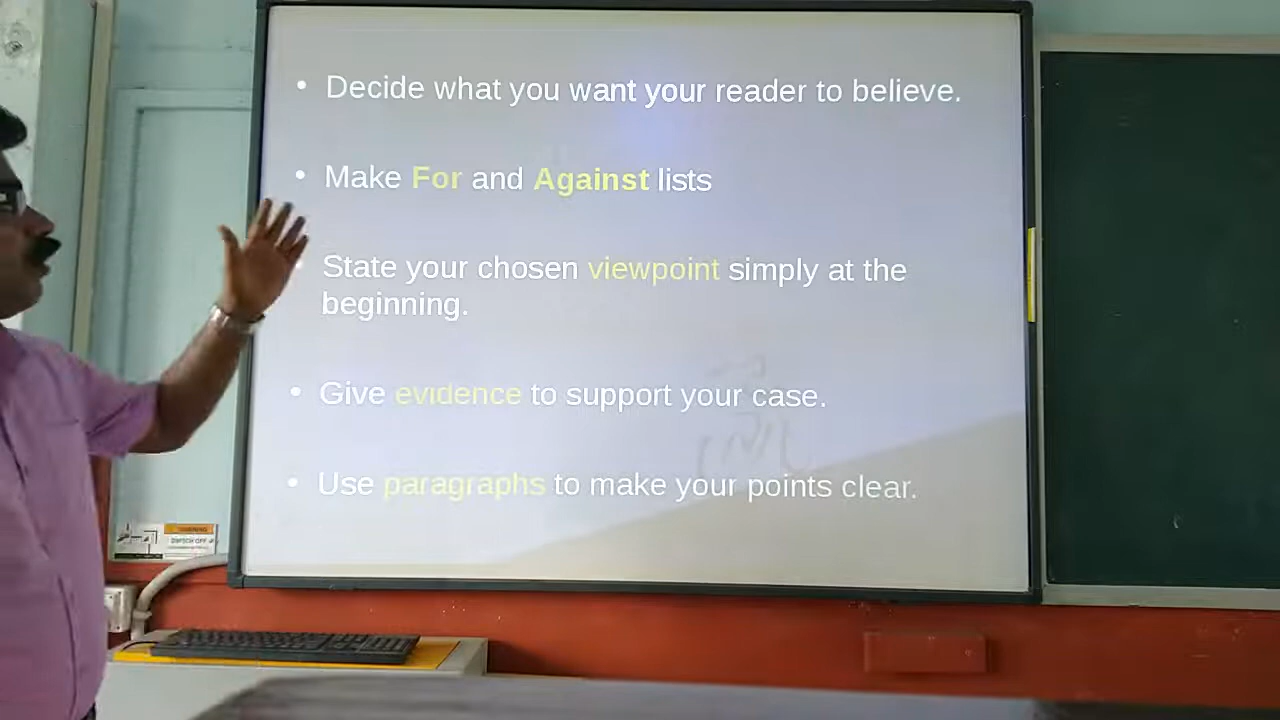 • Decide what you want your reader to believe.
• Make For and Against lists
State your chosen viewpoint simply at the
beginning.
• Give evidence to support your case.
• Use paragraphs to make your points clear.